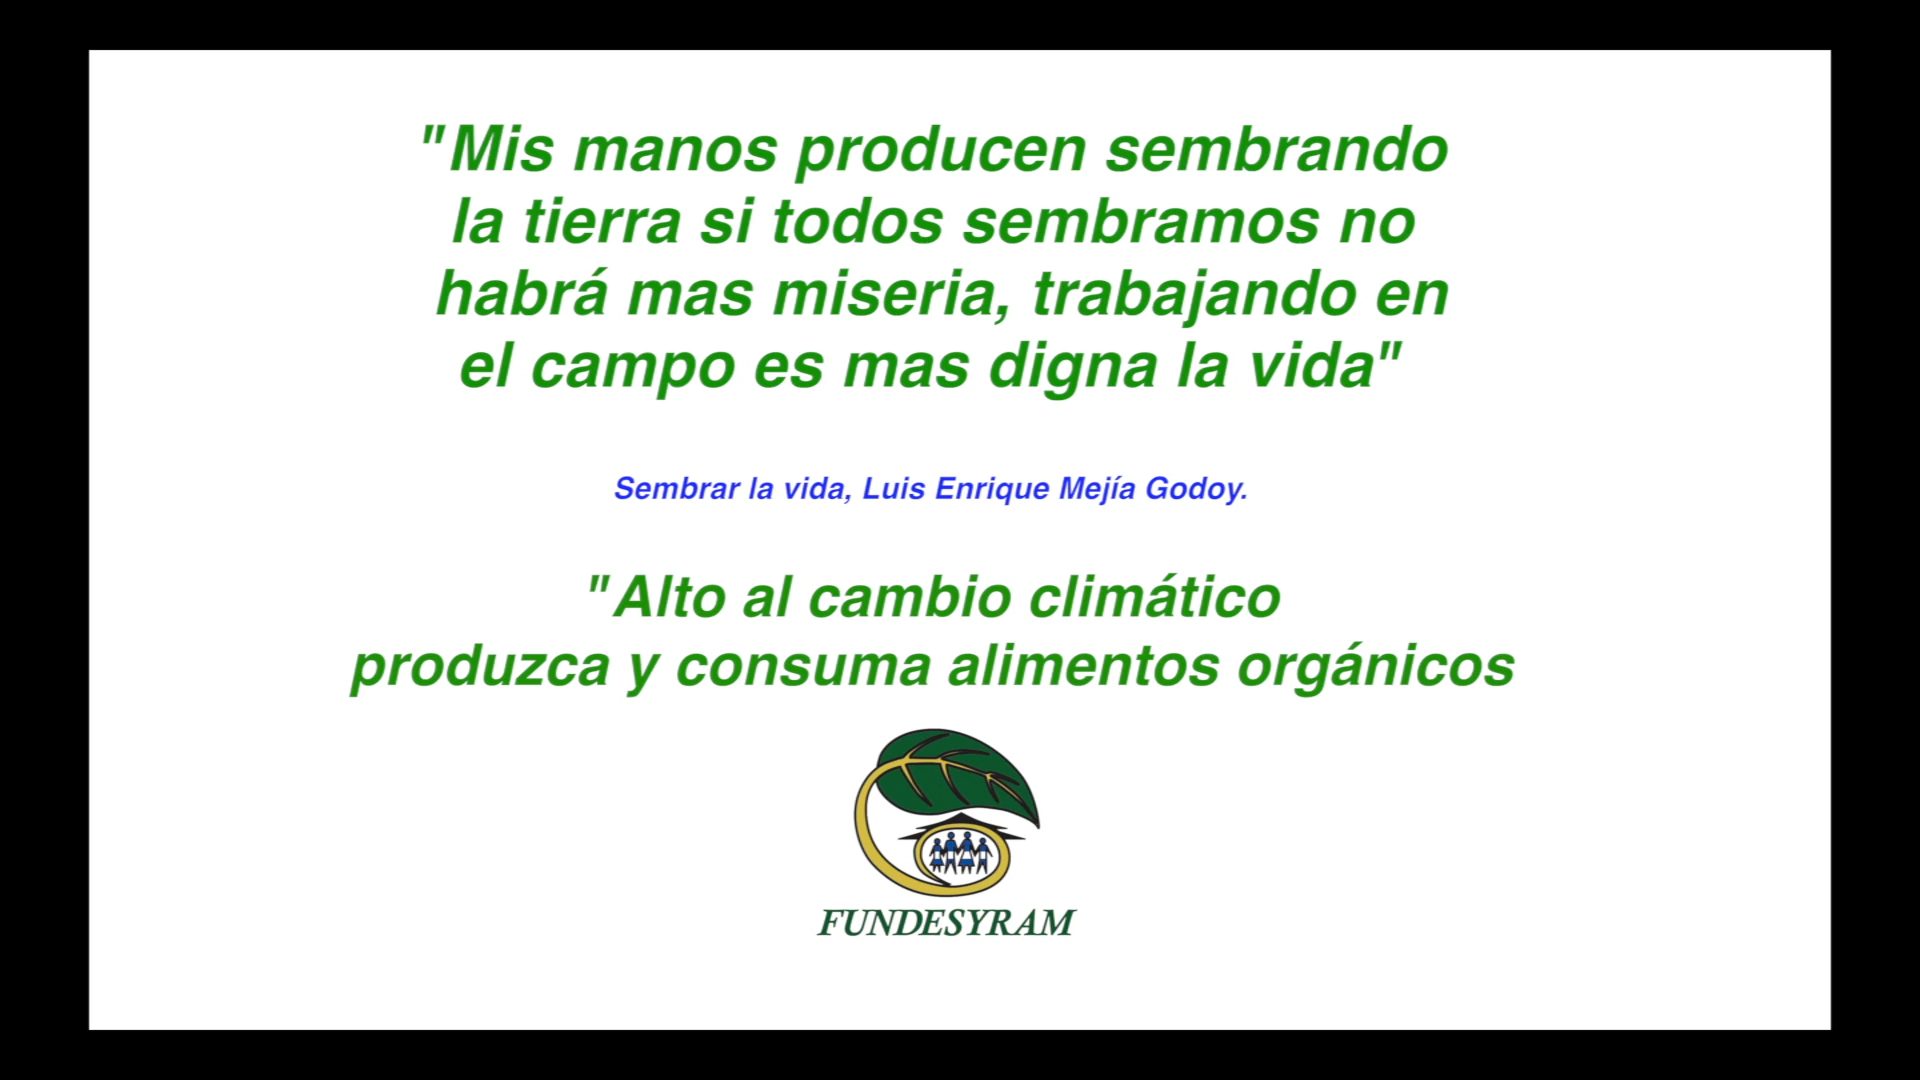 "Mis manos producen sembrando
la tierra si todos sembramos no
habrá mas miseria, trabajando en
el campo es mas digna la vida"
Sembrar la vida, Luis Enrique Mejía Godoy.
"Alto al cambio climático
produzca y consuma alimentos orgánicos
FUNDESYRAM